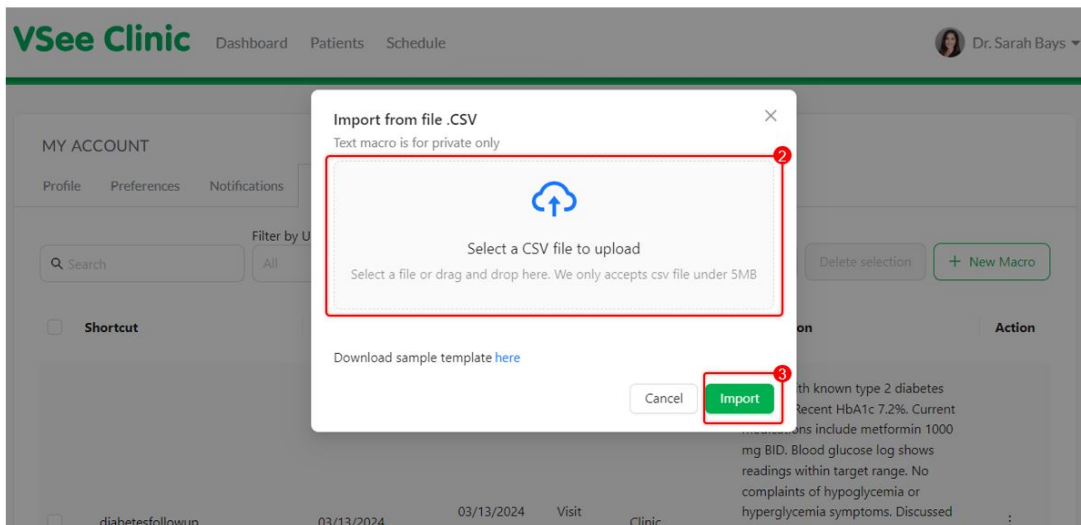 VSee Clinic Dashboard Patients Schedule Dr. Sarah Bays
Import from file .CSV
Text macro is for private only
MY ACCOUNT
Profile Preferences Notifications
2
Filter by U
Search All
Select a CSV file to upload
Select a file or drag and drop here. We only accepts csv file under 5MB
Delete selection + New Macro
Shortcut on Action
Download sample template here
3
Cancel Import
th known type 2 diabetes
Recent HbA1c 7.2%. Current
include metformin 1000
mg BID. Blood glucose log shows
readings within target range. No
complaints of hypoglycemia or
hyperglycemia symptoms. Discussed
diabetesfollowup 03/13/2024 03/13/2024 Visit Clinic